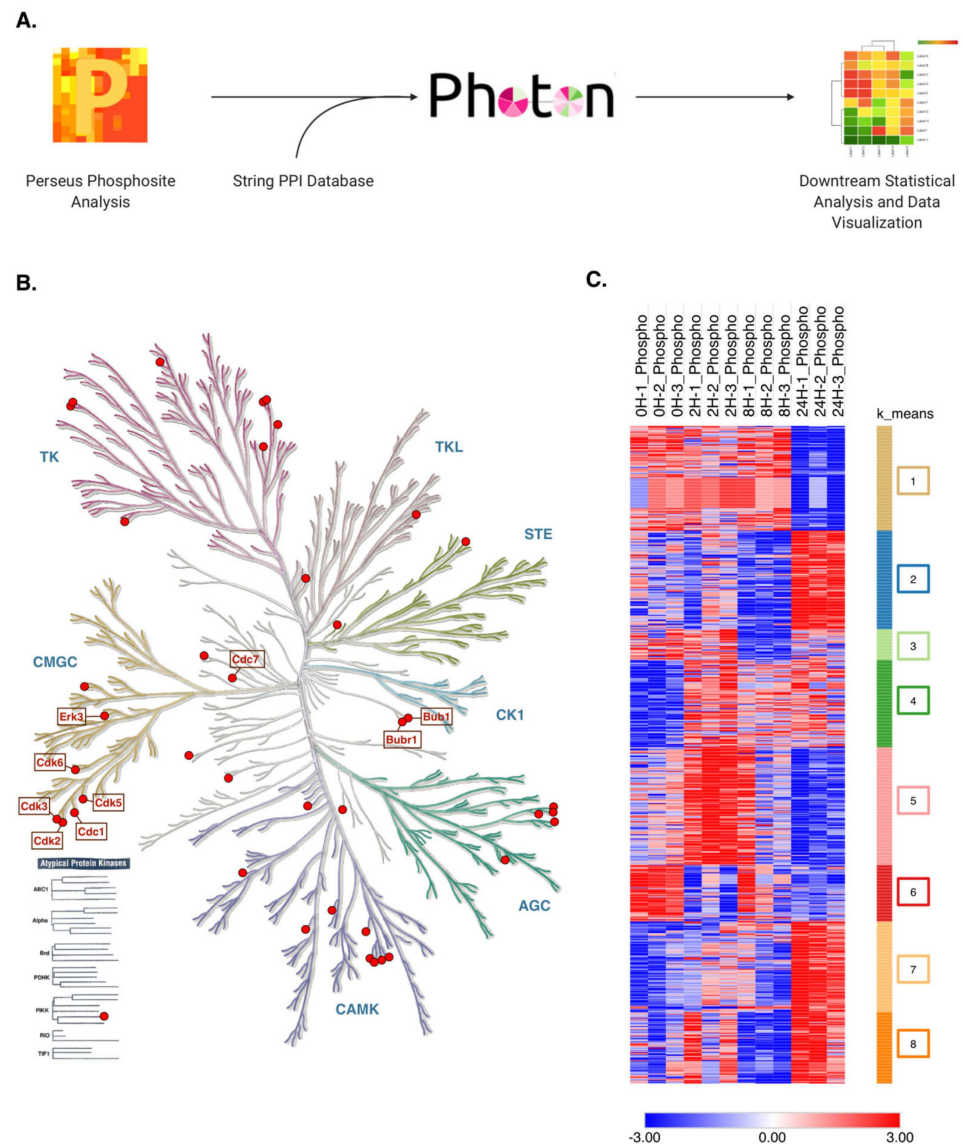 A.
P
Photon
Perseus Phosphosite
Analysis
String PPI Database
Downtream Statistical
Analysis and Data
Visualization
B.
TK
TKL
STE
CMGC
Cdc7
Erk3
CK1
Bub1
Bubr1
Cdk6
Cdk3
Cdk5
Cdk2
Cdc1
AGC
CAMK
Atypical Protein Kinases
ABC1
Alpha
Brd
PDHK
PIKK
RIO
TIF1
C.
0H-1_Phospho
0H-2_Phospho
0H-3_Phospho
2H-1_Phospho
2H-2_Phospho
2H-3_Phospho
8H-1_Phospho
8H-2_Phospho
8H-3_Phospho
24H-1_Phospho
24H-2_Phospho
24H-3_Phospho
k_means
1
2
3
4
5
6
7
8
-3.00 0.00 3.00